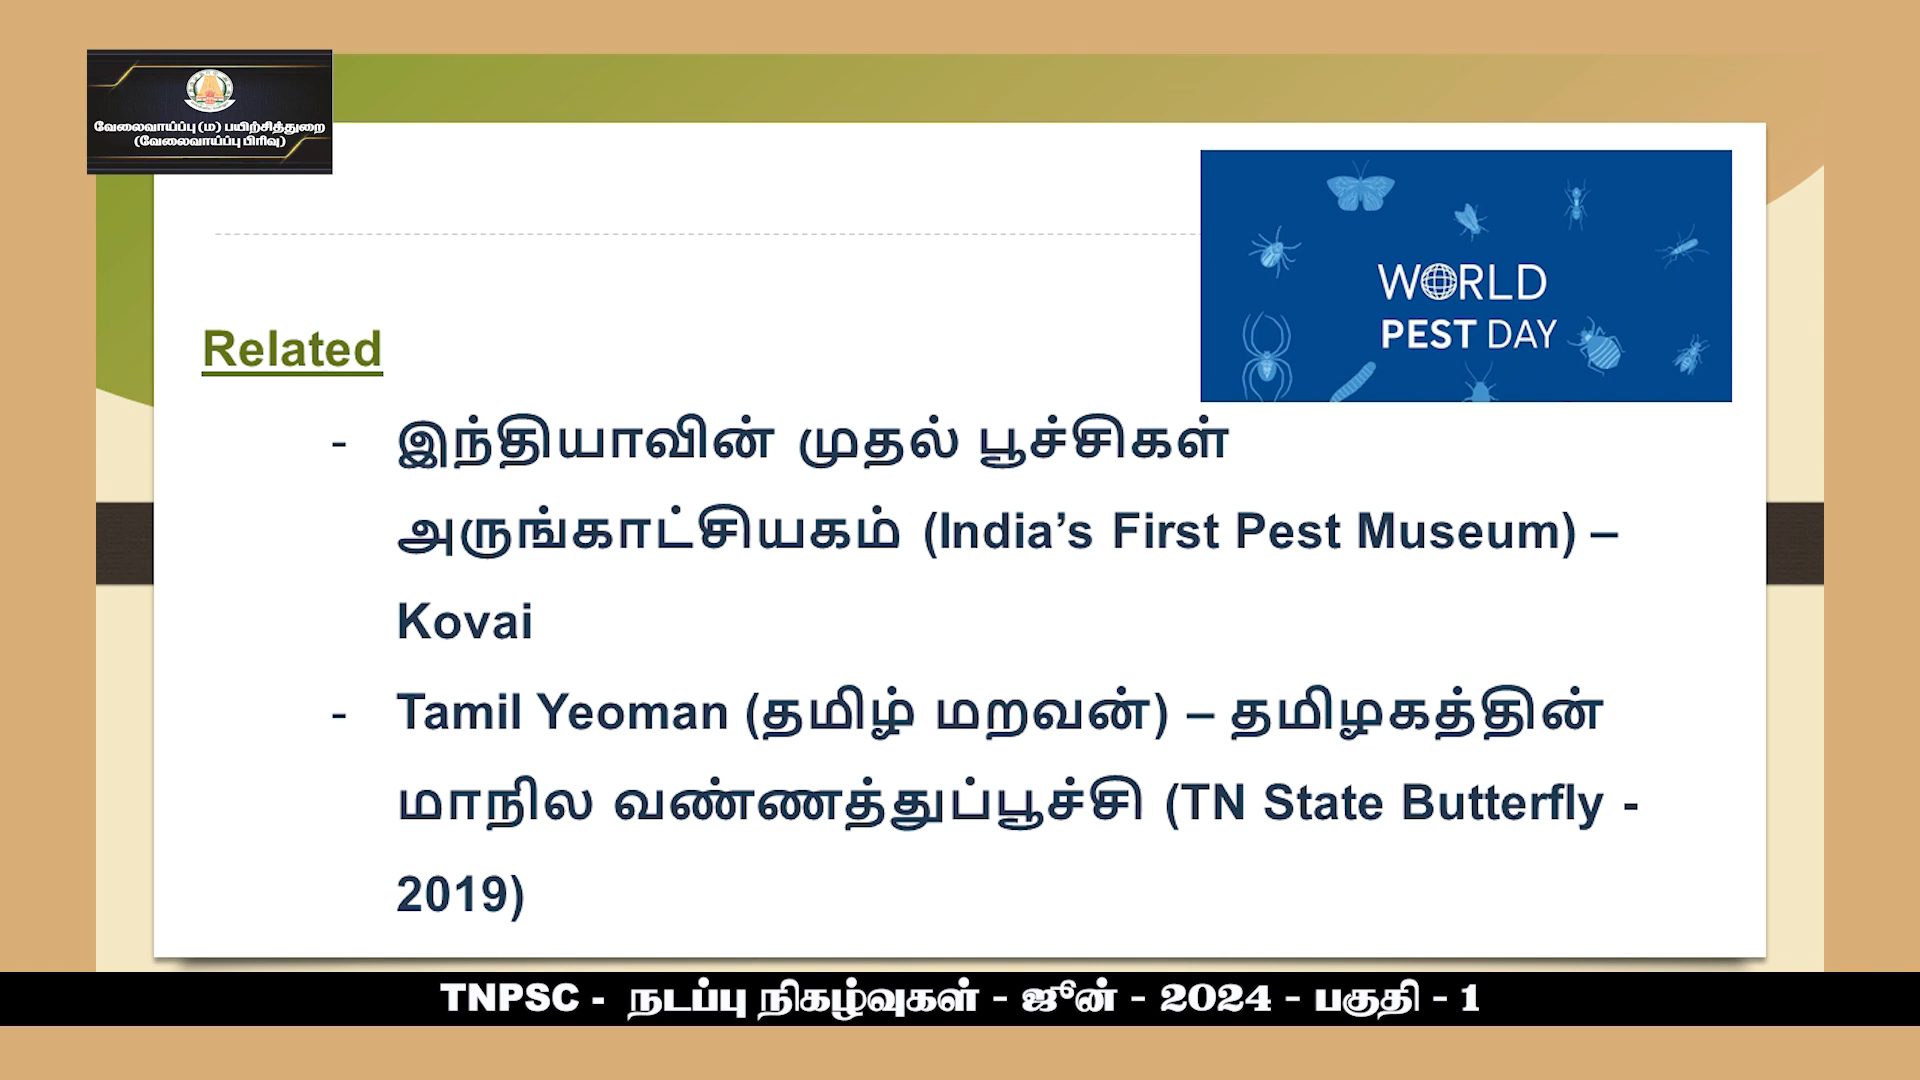 வேலைவாய்ப்பு (ம) பயிற்சித்துறை
(வேலைவாய்ப்பு பிரிவு)
WORLD
PEST DAY
Related
- இந்தியாவின் முதல் பூச்சிகள்
அருங்காட்சியகம் (India’s First Pest Museum) –
Kovai
- Tamil Yeoman (தமிழ் மறவன்) – தமிழகத்தின்
மாநில வண்ணத்துப்பூச்சி (TN State Butterfly -
2019)
TNPSC - நடப்பு நிகழ்வுகள் - ஜூன் - 2024 - பகுதி - 1